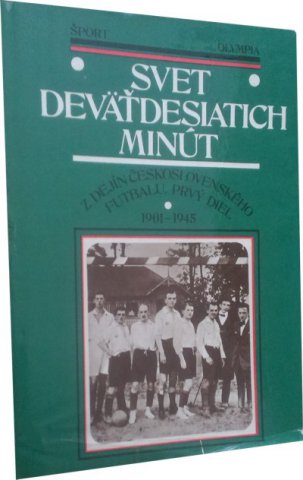 ŠPORT OLYMPIA
SVET
DEVÄŤDESIATICH
MINÚT
Z DEJÍN ČESKOSLOVENSKÉHO
FUTBALU. PRVÝ DIEL
1901–1945